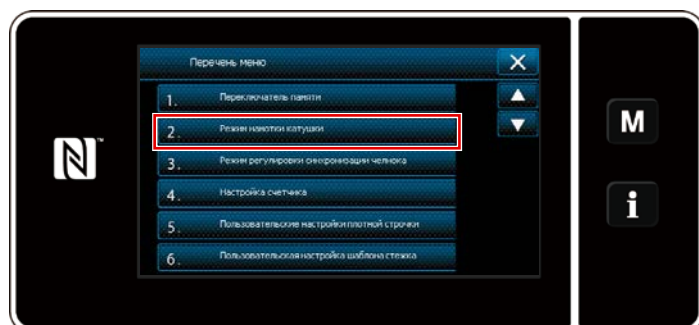 Перечень меню
1. Переключатель памяти
2. Режим намотки катушки
3. Режим регулировки синхронизации челнока
4. Настройка счетчика
5. Пользовательские настройки плотной строчки
6. Пользовательская настройка шаблона стежка
N
M
i